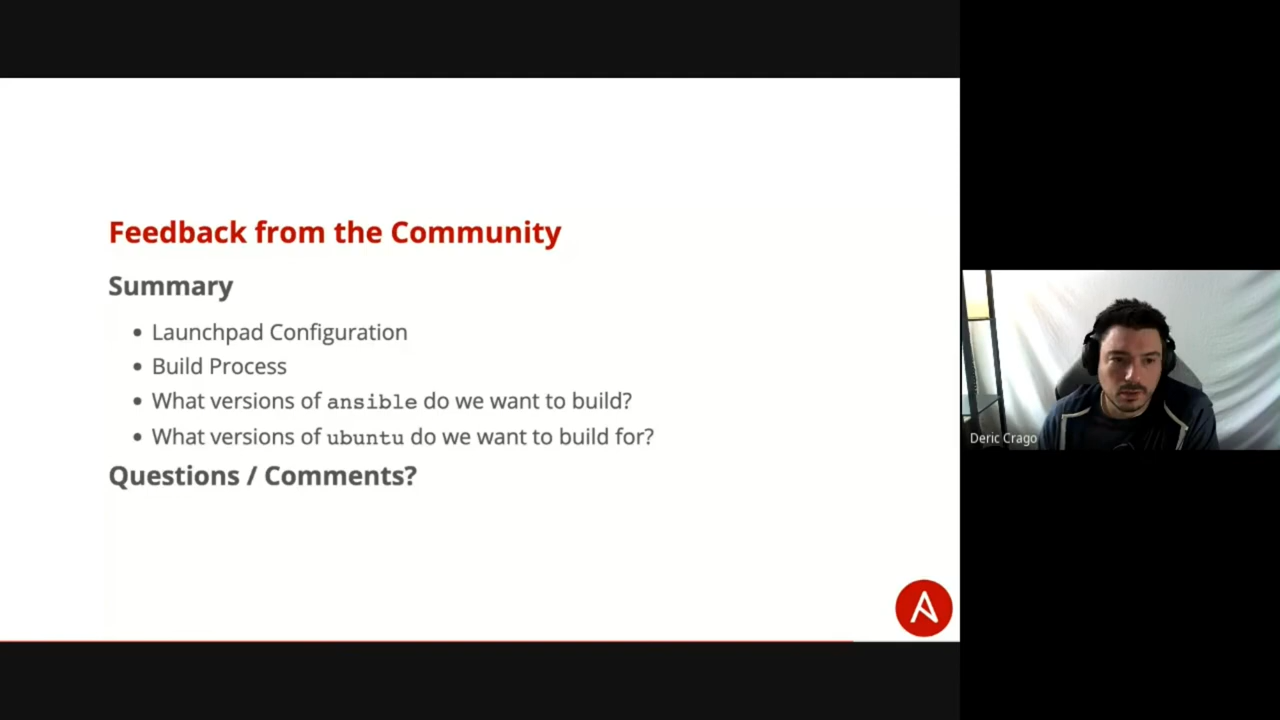 Feedback from the Community
Summary
• Launchpad Configuration
• Build Process
• What versions of ansible do we want to build?
• What versions of ubuntu do we want to build for?
Questions / Comments?
Deric Crago